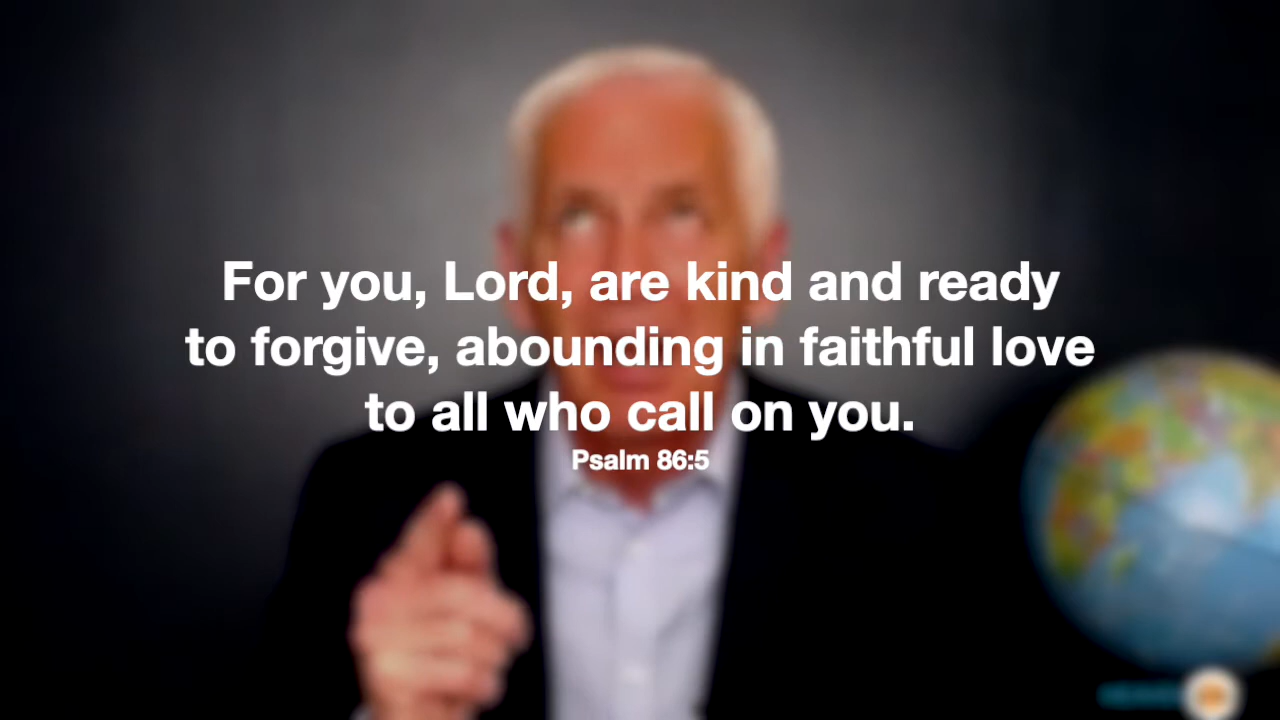 For you, Lord, are kind and ready
to forgive, abounding in faithful love
to all who call on you.
Psalm 86:5